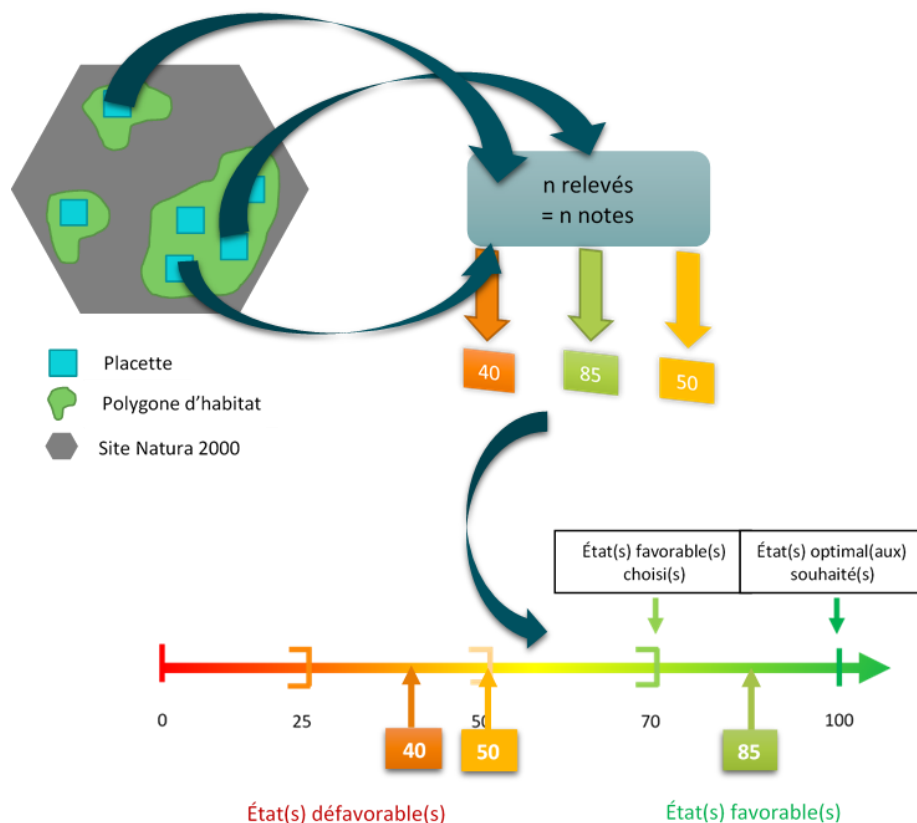 n relevés
= n notes
40
85
50
Placette
Polygone d'habitat
Site Natura 2000
État(s) favorable(s)
choisi(s)
État(s) optimal(aux)
souhaité(s)
0
25
50
70
100
40
50
85
État(s) défavorable(s)
État(s) favorable(s)